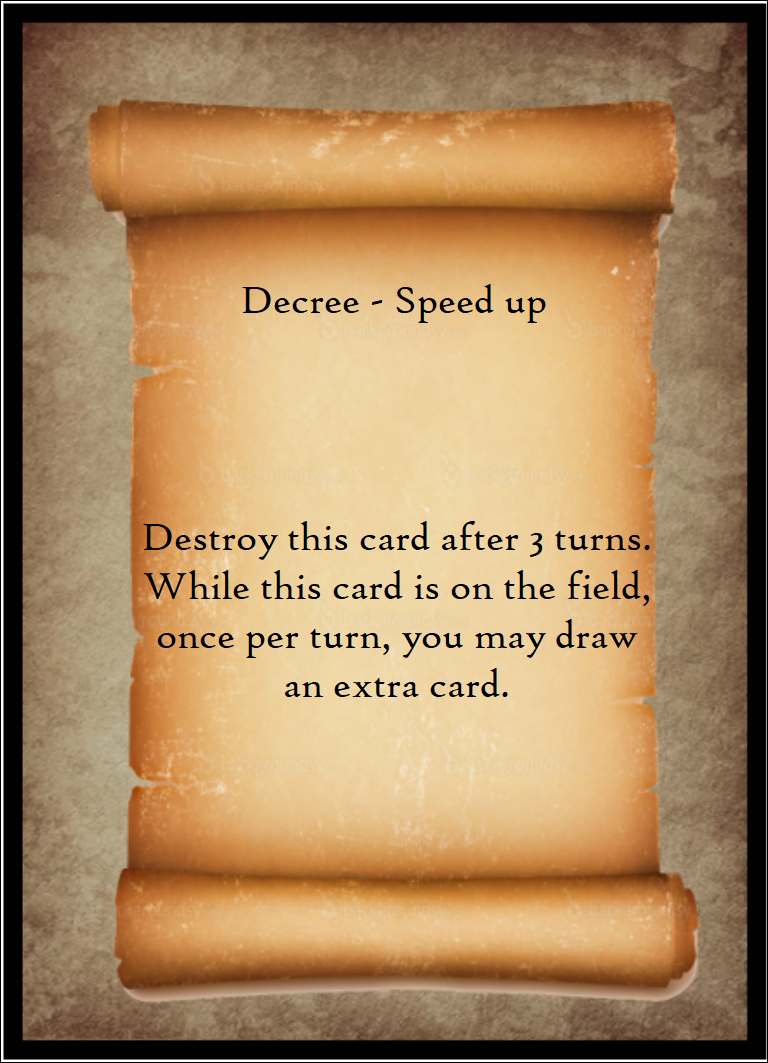 Decree - Speed up
Destroy this card after 3 turns.
While this card is on the field,
once per turn, you may draw
an extra card.